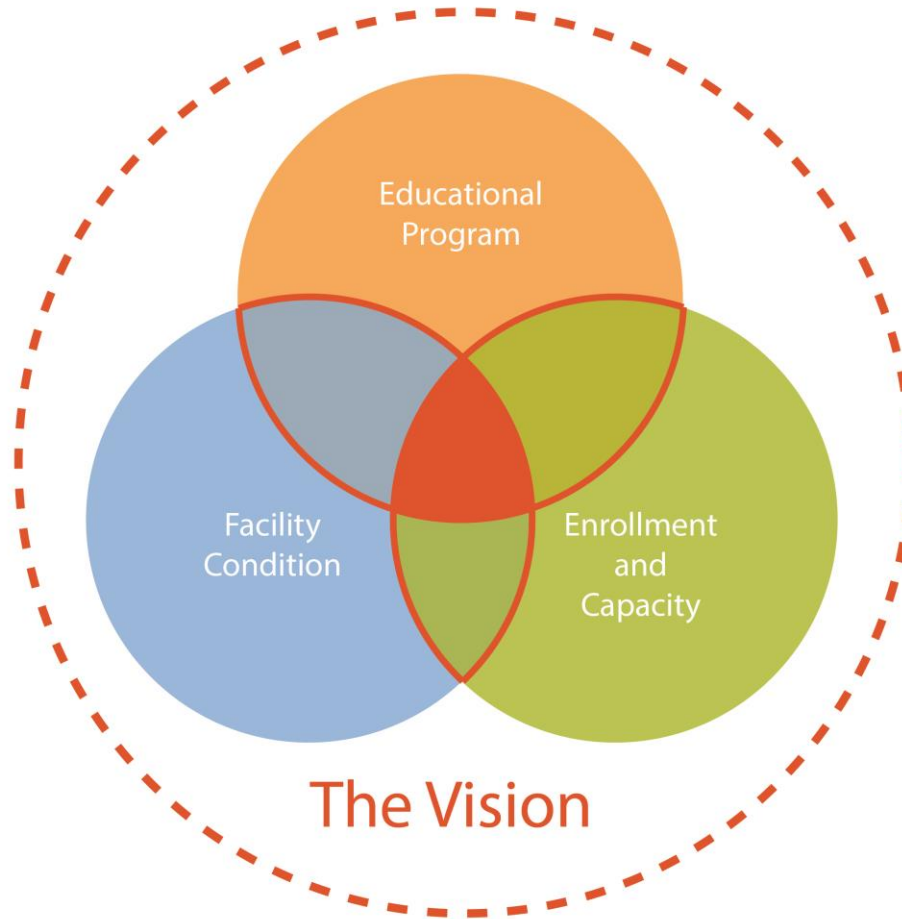 Educational
Program
Facility
Condition
Enrollment
and
Capacity
The Vision